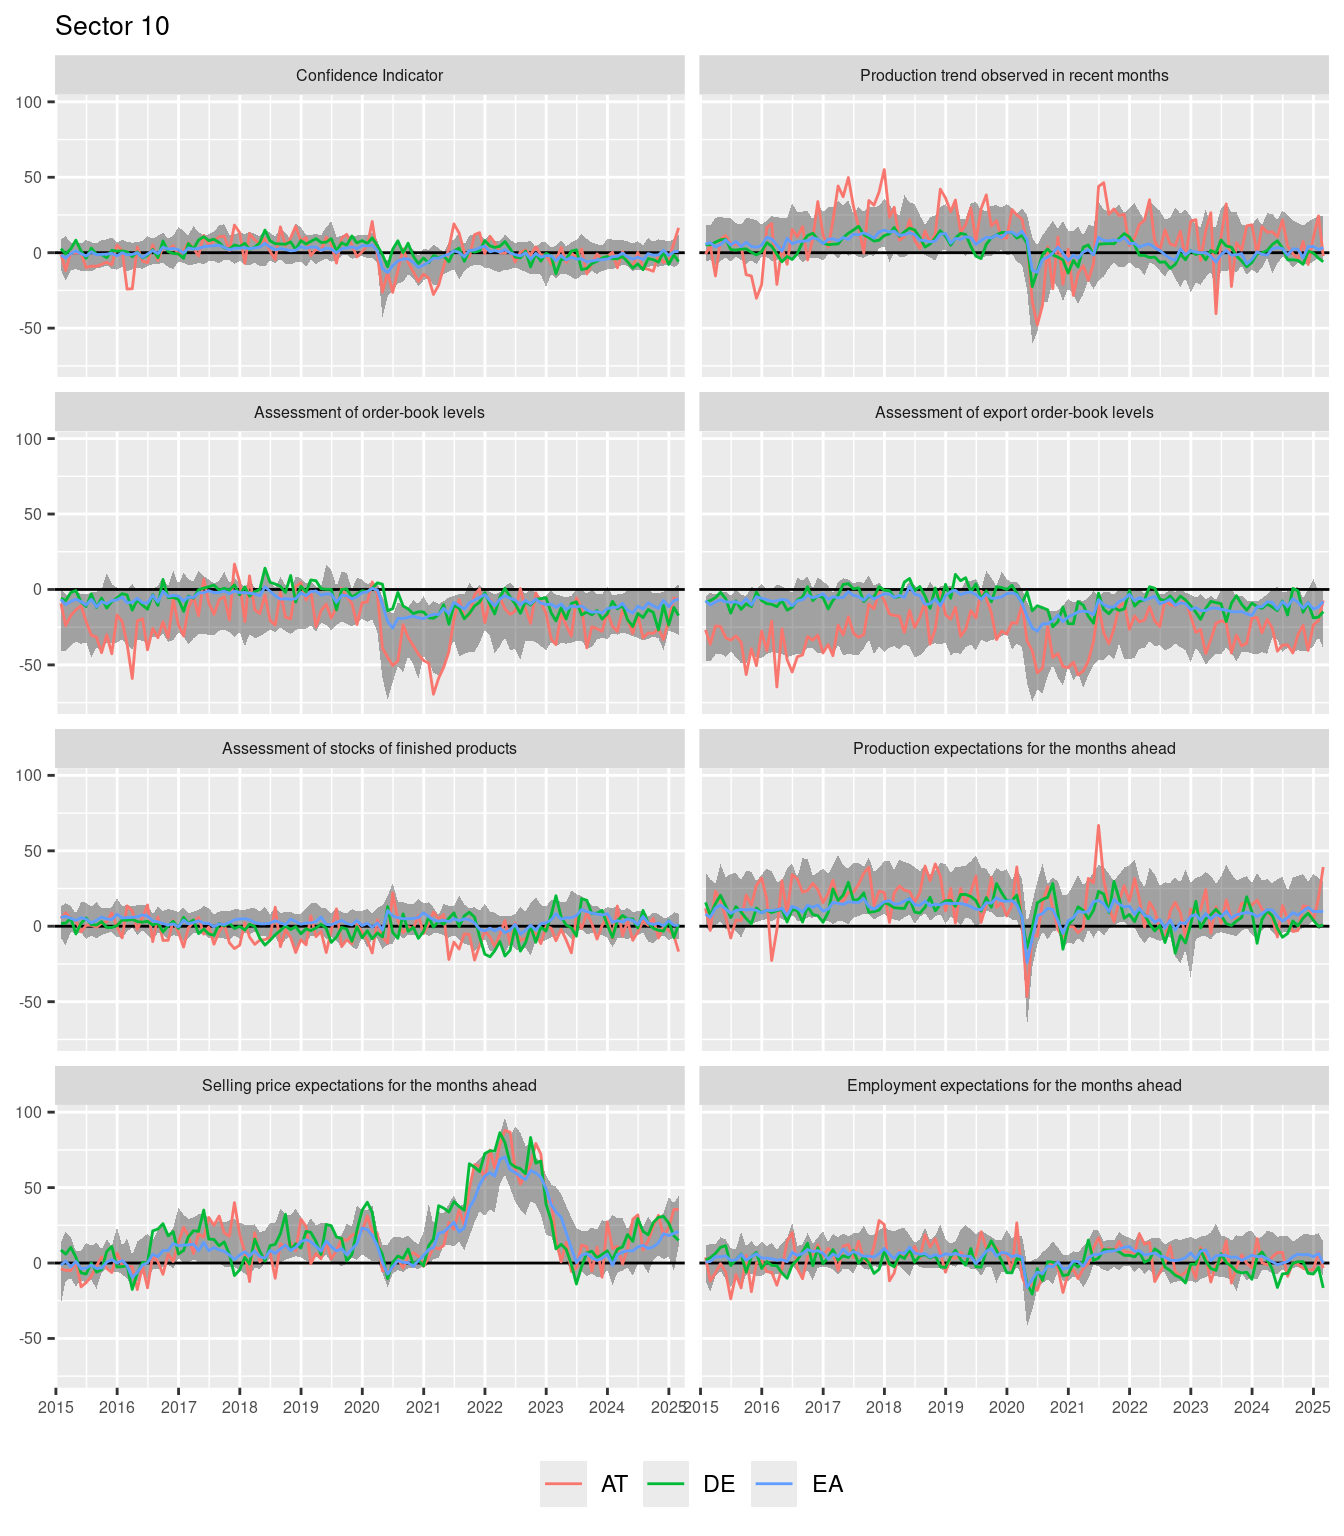 Sector 10
Confidence Indicator
Production trend observed in recent months
100
50
0
-50
Assessment of order-book levels
Assessment of export order-book levels
100
50
0
-50
Assessment of stocks of finished products
Production expectations for the months ahead
100
50
0
-50
Selling price expectations for the months ahead
Employment expectations for the months ahead
100
50
0
-50
2015 2016 2017 2018 2019 2020 2021 2022 2023 2024 2025
2015 2016 2017 2018 2019 2020 2021 2022 2023 2024 2025
AT DE EA